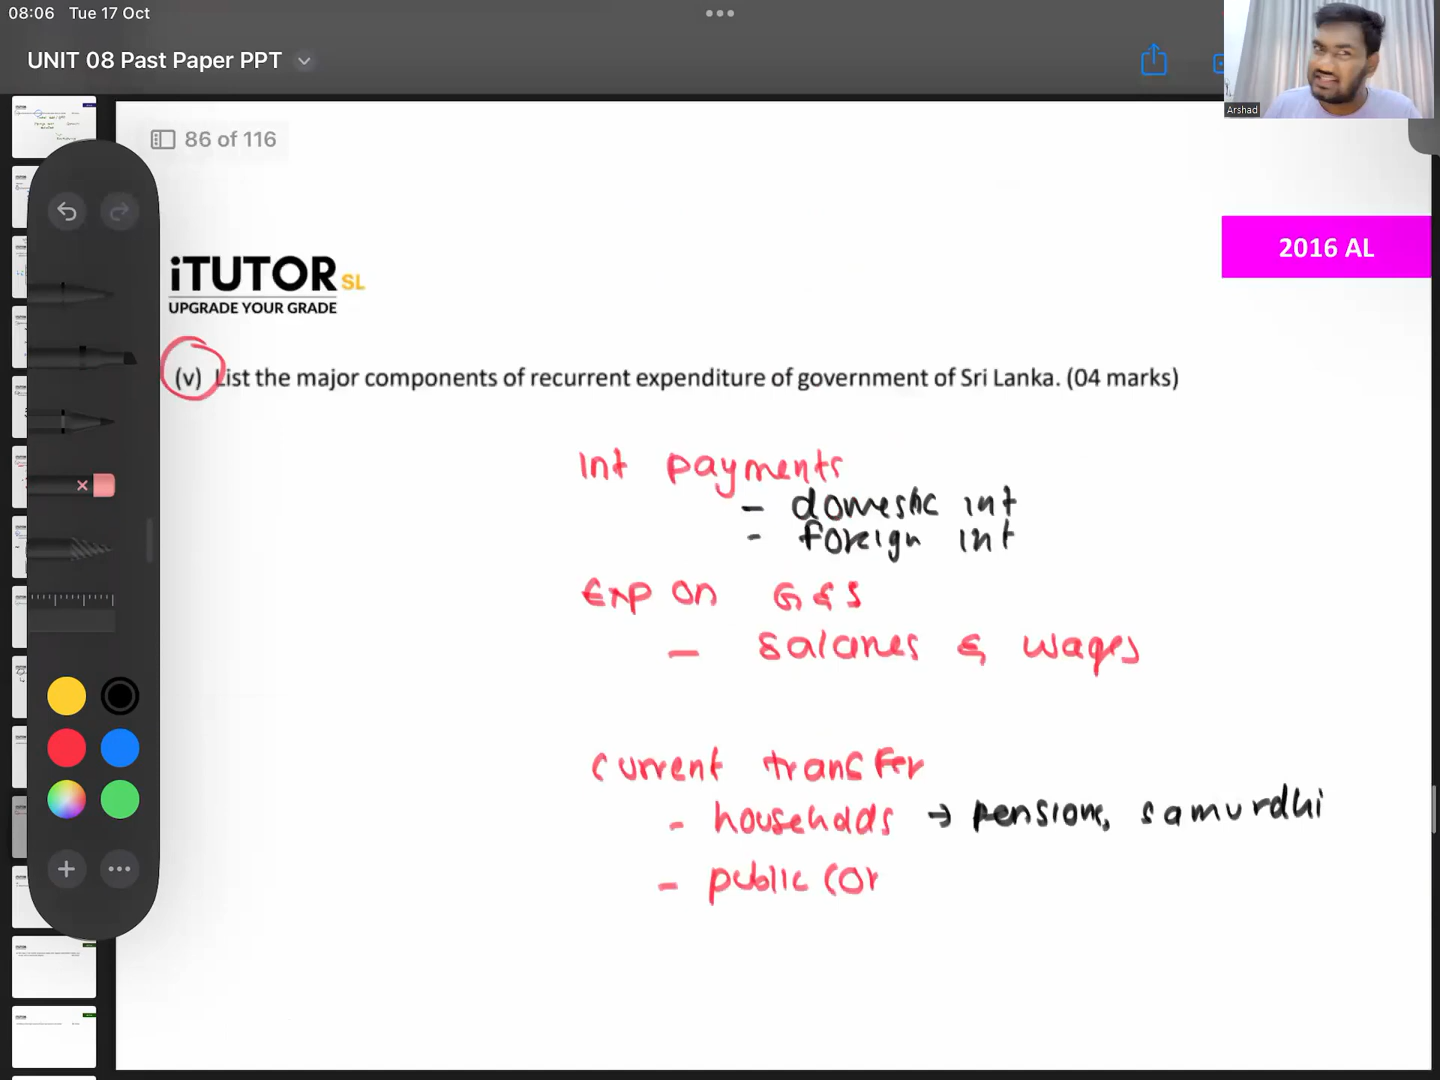 08:06 Tue 17 Oct
UNIT 08 Past Paper PPT
Arshad
86 of 116
2016 AL
iTUTOR SL
UPGRADE YOUR GRADE
(v) List the major components of recurrent expenditure of government of Sri Lanka. (04 marks)
Int payments
- domestic int
- foreign int
Exp on G & S
- salaries & wages
current transfer
- households → pensions, samurdhi
- public cor